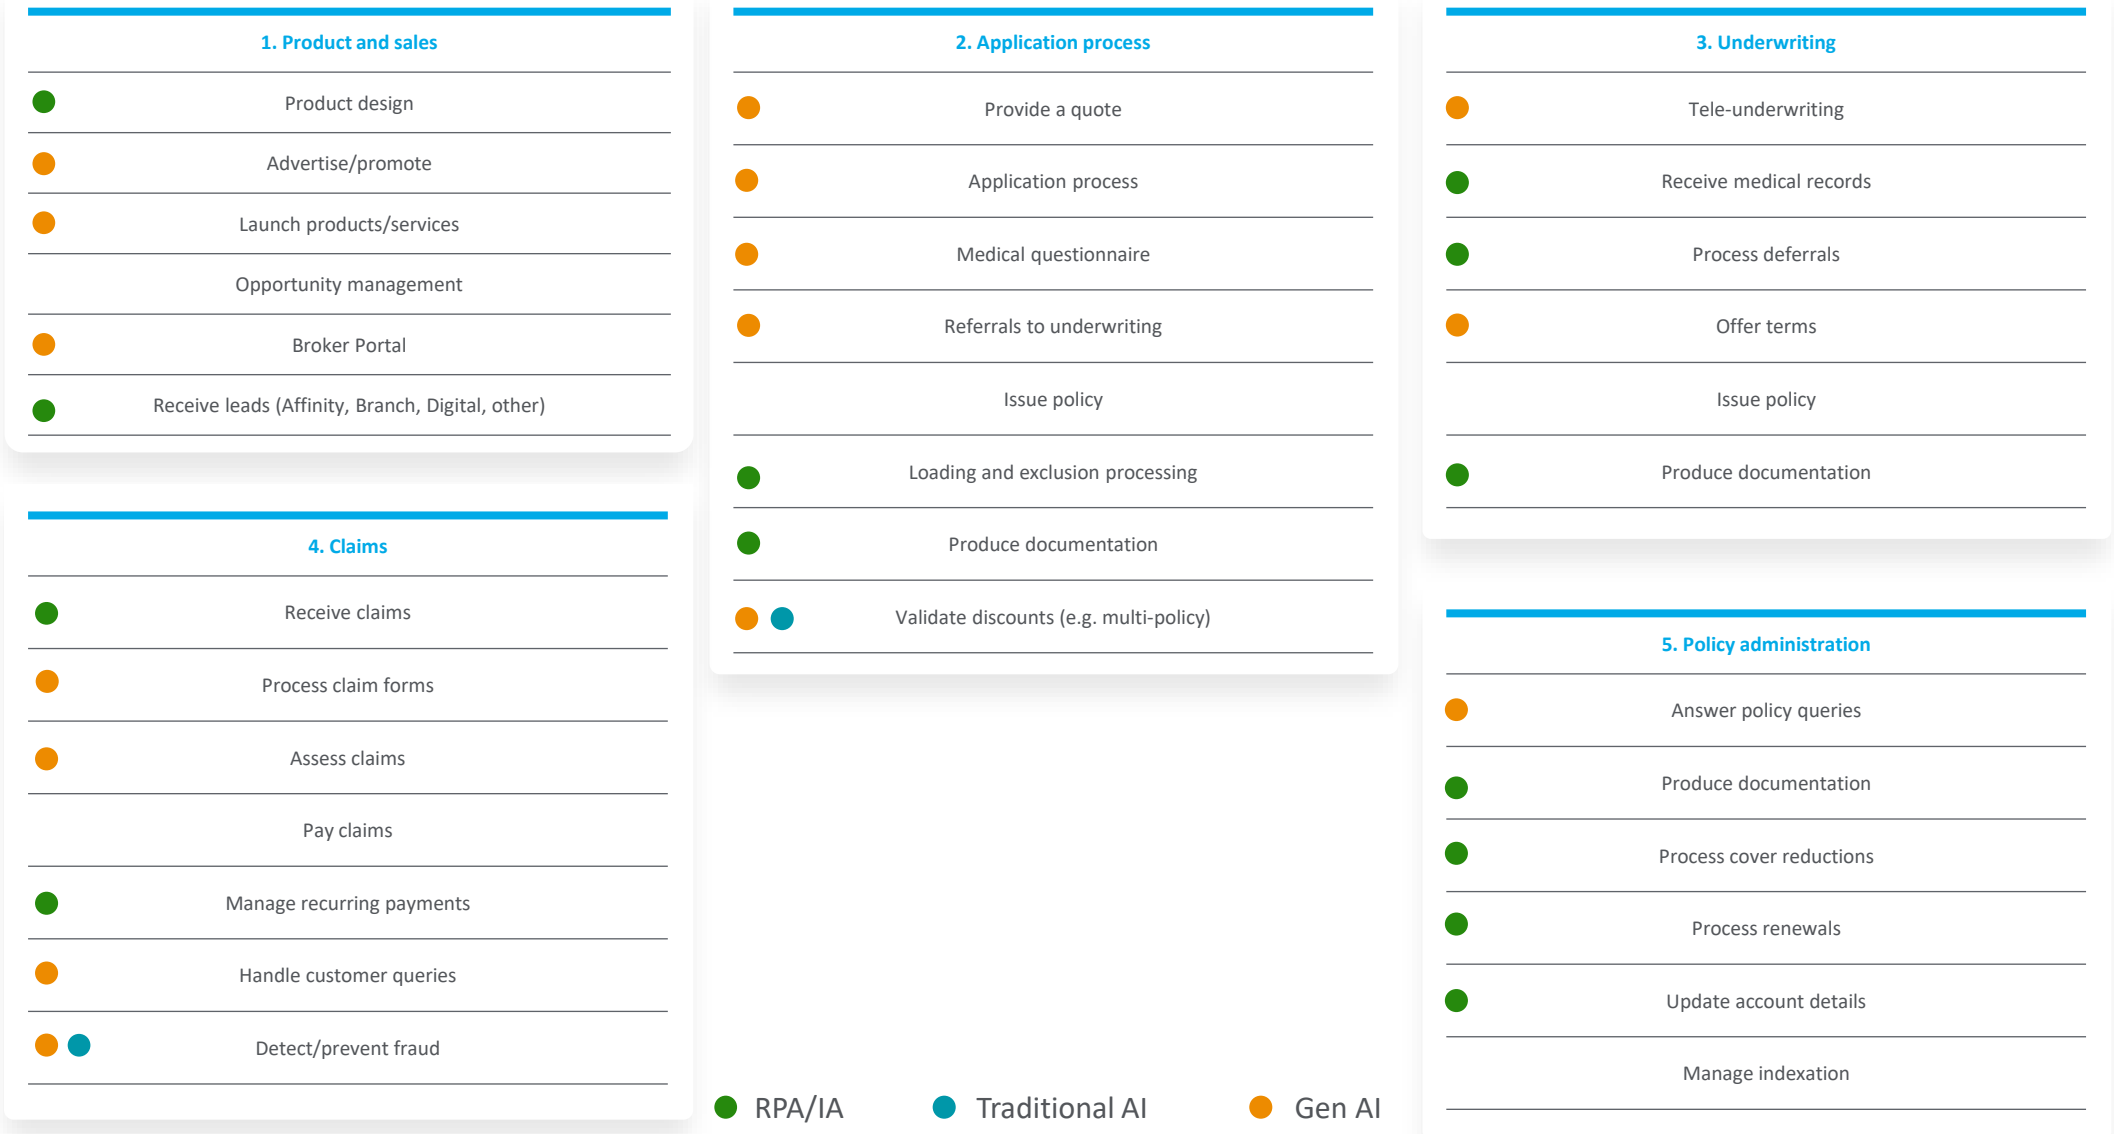 1. Product and sales
Product design
Advertise/promote
Launch products/services
Opportunity management
Broker Portal
Receive leads (Affinity, Branch, Digital, other)
2. Application process
Provide a quote
Application process
Medical questionnaire
Referrals to underwriting
Issue policy
Loading and exclusion processing
Produce documentation
Validate discounts (e.g. multi-policy)
3. Underwriting
Tele-underwriting
Receive medical records
Process deferrals
Offer terms
Issue policy
Produce documentation
4. Claims
Receive claims
Process claim forms
Assess claims
Pay claims
Manage recurring payments
Handle customer queries
Detect/prevent fraud
5. Policy administration
Answer policy queries
Produce documentation
Process cover reductions
Process renewals
Update account details
Manage indexation
RPA/IA
Traditional AI
Gen AI